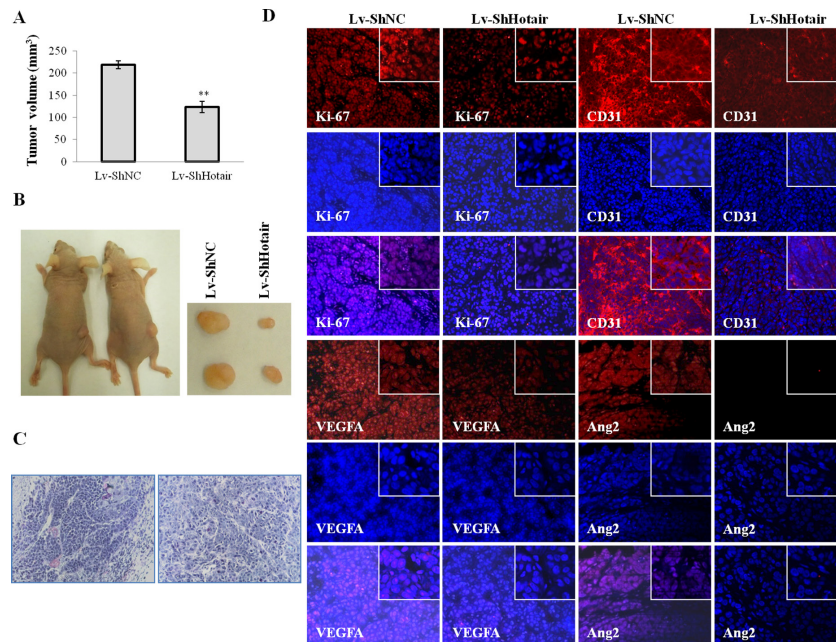 A
Tumor volume (mm3)
250
200
150
100
50
0
**
Lv-ShNC Lv-ShHotair
B
Lv-ShNC
Lv-ShHotair
C
D
Lv-ShNC Lv-ShHotair Lv-ShNC Lv-ShHotair
Ki-67 Ki-67 CD31 CD31
Ki-67 Ki-67 CD31 CD31
Ki-67 Ki-67 CD31 CD31
VEGFA VEGFA Ang2 Ang2
VEGFA VEGFA Ang2 Ang2
VEGFA VEGFA Ang2 Ang2